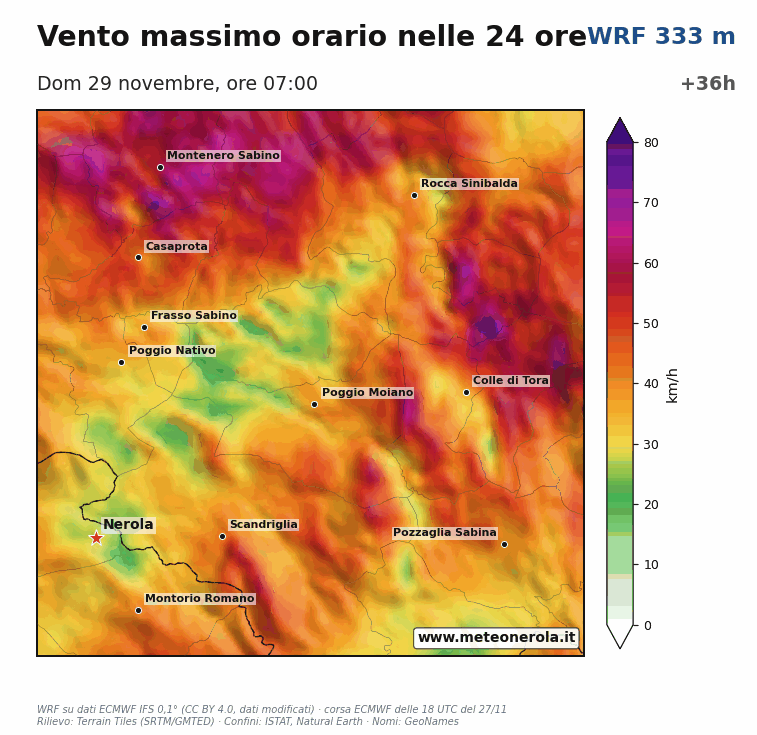 Vento massimo orario nelle 24 ore WRF 333 m
Dom 29 novembre, ore 07:00 +36h
Montenero Sabino
Rocca Sinibalda
Casaprota
Frasso Sabino
Poggio Nativo
Colle di Tora
Poggio Moiano
Nerola
Scandriglia
Pozzaglia Sabina
Montorio Romano
www.meteonerola.it
80
70
60
50
40
30
20
10
0
km/h
WRF su dati ECMWF IFS 0,1° (CC BY 4.0, dati modificati) · corsa ECMWF delle 18 UTC del 27/11
Rilievo: Terrain Tiles (SRTM/GMTED) · Confini: ISTAT, Natural Earth · Nomi: GeoNames